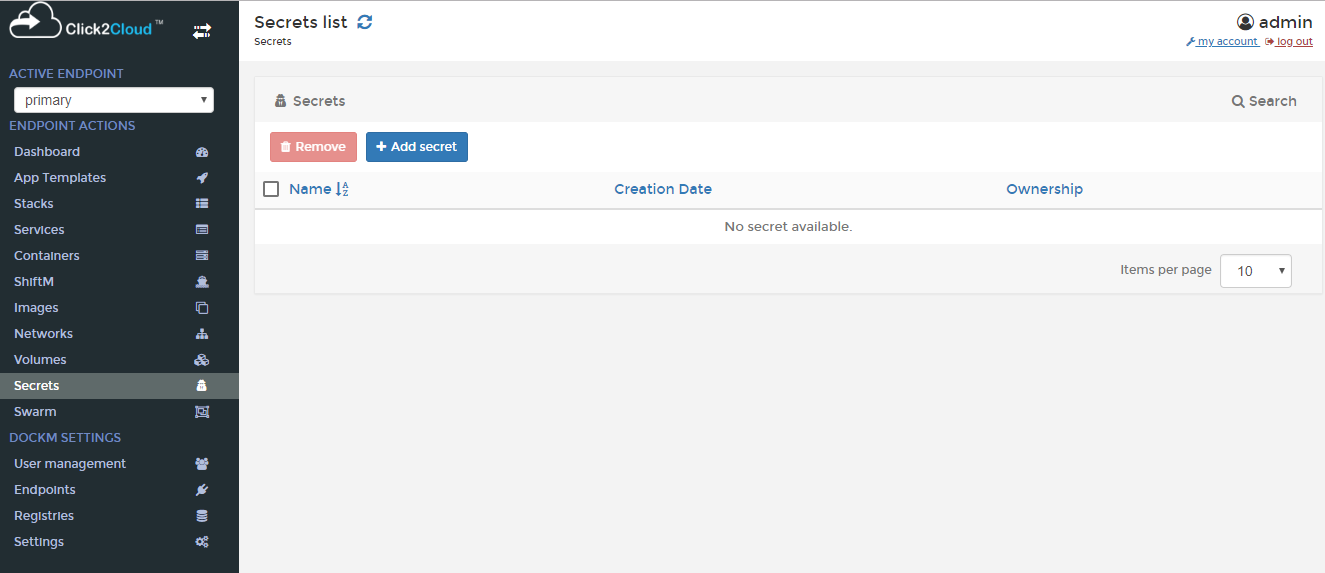 Click2Cloud ™
Secrets list
admin
Secrets
my account log out
ACTIVE ENDPOINT
primary
ENDPOINT ACTIONS
Dashboard
App Templates
Stacks
Services
Containers
ShiftM
Images
Networks
Volumes
Secrets
Swarm
DOCKM SETTINGS
User management
Endpoints
Registries
Settings
Secrets
Search
Remove
Add secret
Name
Creation Date
Ownership
No secret available.
Items per page 10